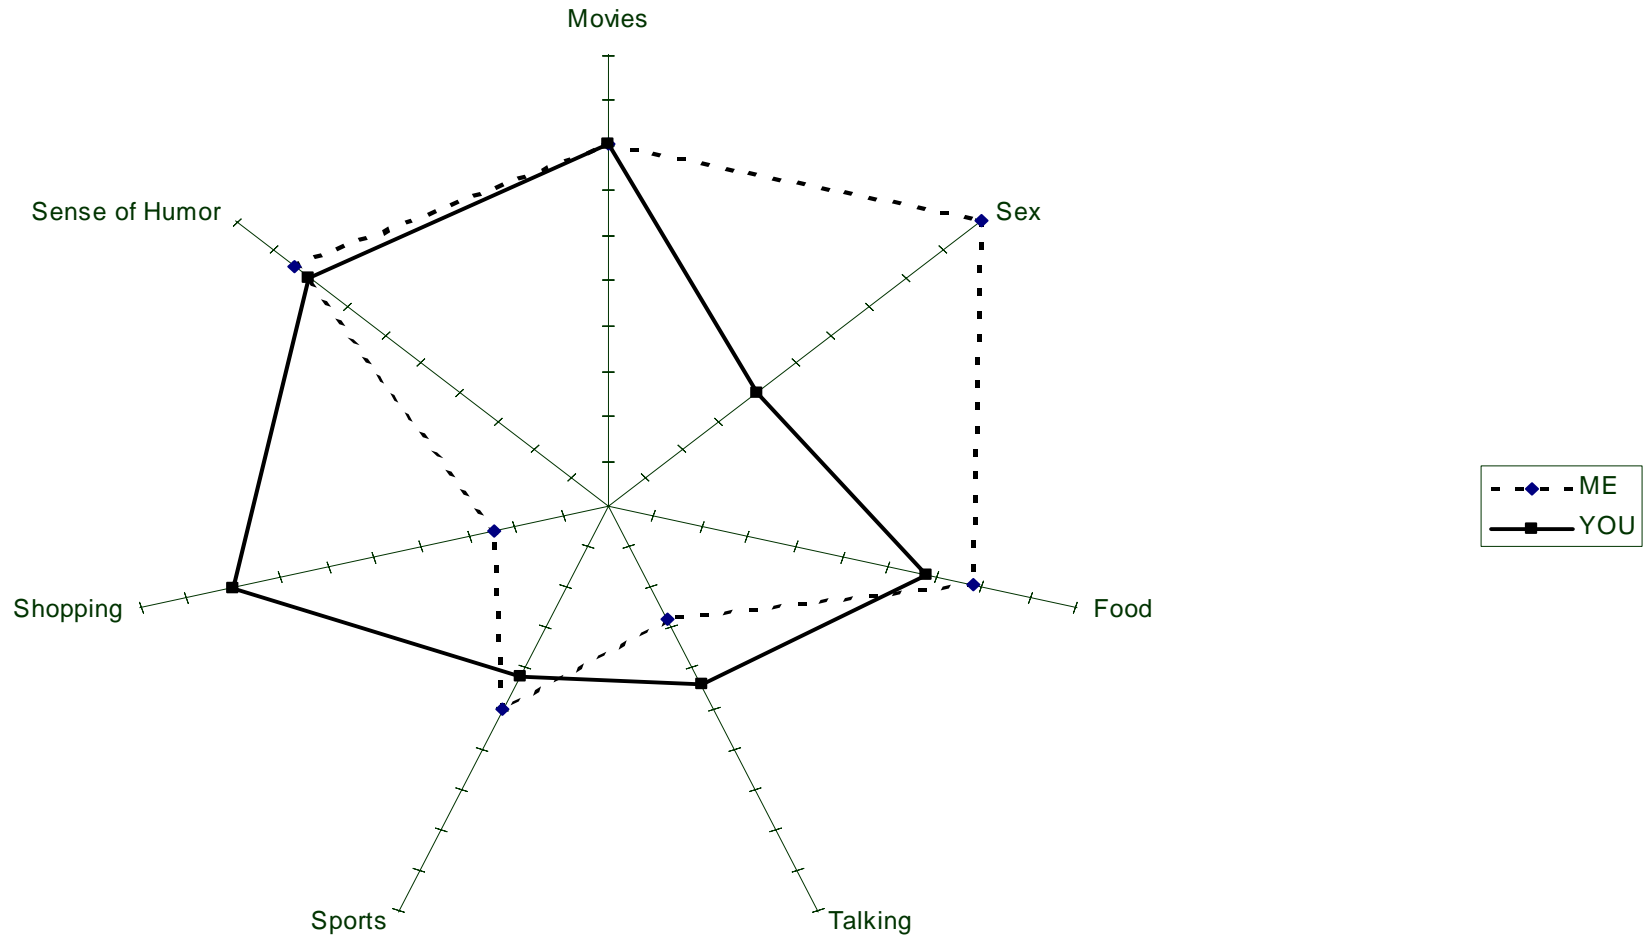 Movies
Sense of Humor
Sex
ME
YOU
Shopping
Food
Sports
Talking